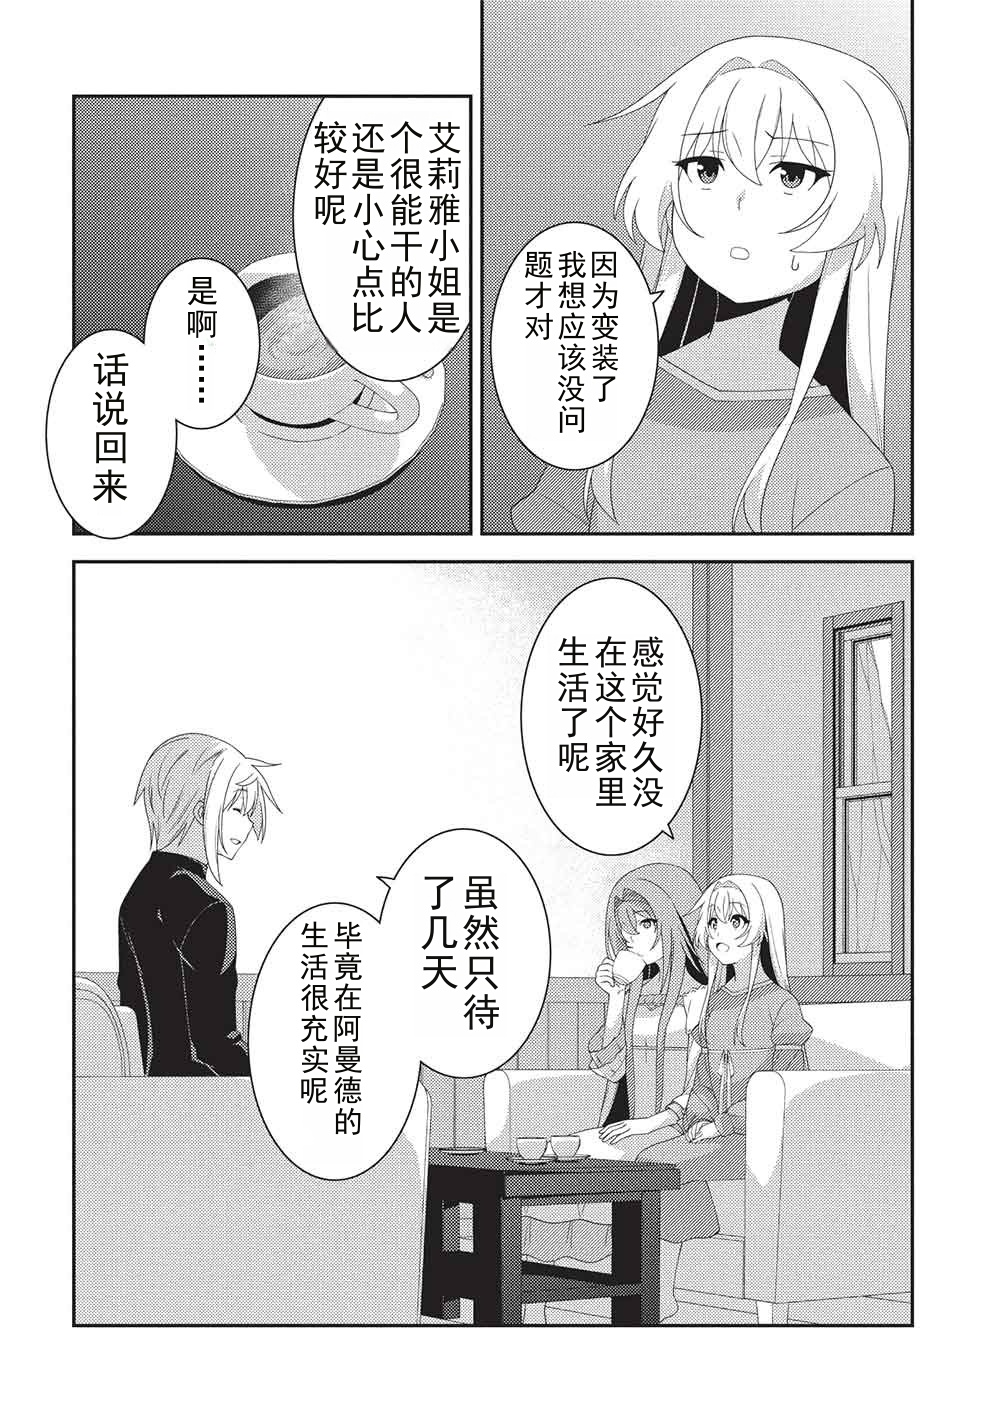 因为变装了
我想应该没问
题才对
艾莉雅小姐是
个很能干的人
还是小心点比
较好呢
是啊……
话说回来
感觉好久没
在这个家里
生活了呢
虽然只待
了几天
毕竟在阿曼德的
生活很充实呢